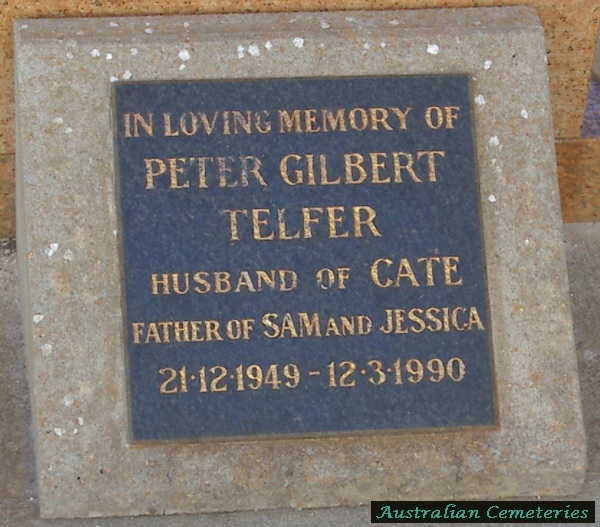 IN LOVING MEMORY OF
PETER GILBERT
TELFER
HUSBAND OF CATE
FATHER OF SAM AND JESSICA
21·12·1949 - 12·3·1990
Australian Cemeteries